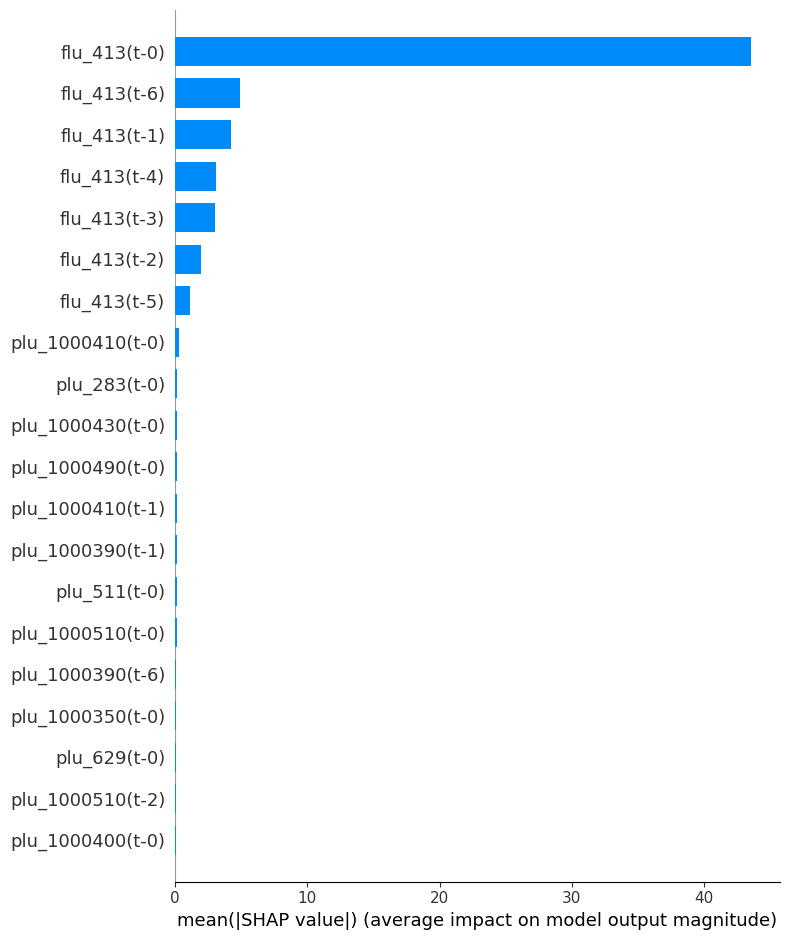 flu_413(t-0)
flu_413(t-6)
flu_413(t-1)
flu_413(t-4)
flu_413(t-3)
flu_413(t-2)
flu_413(t-5)
plu_1000410(t-0)
plu_283(t-0)
plu_1000430(t-0)
plu_1000490(t-0)
plu_1000410(t-1)
plu_1000390(t-1)
plu_511(t-0)
plu_1000510(t-0)
plu_1000390(t-6)
plu_1000350(t-0)
plu_629(t-0)
plu_1000510(t-2)
plu_1000400(t-0)
0 10 20 30 40
mean(|SHAP value|) (average impact on model output magnitude)